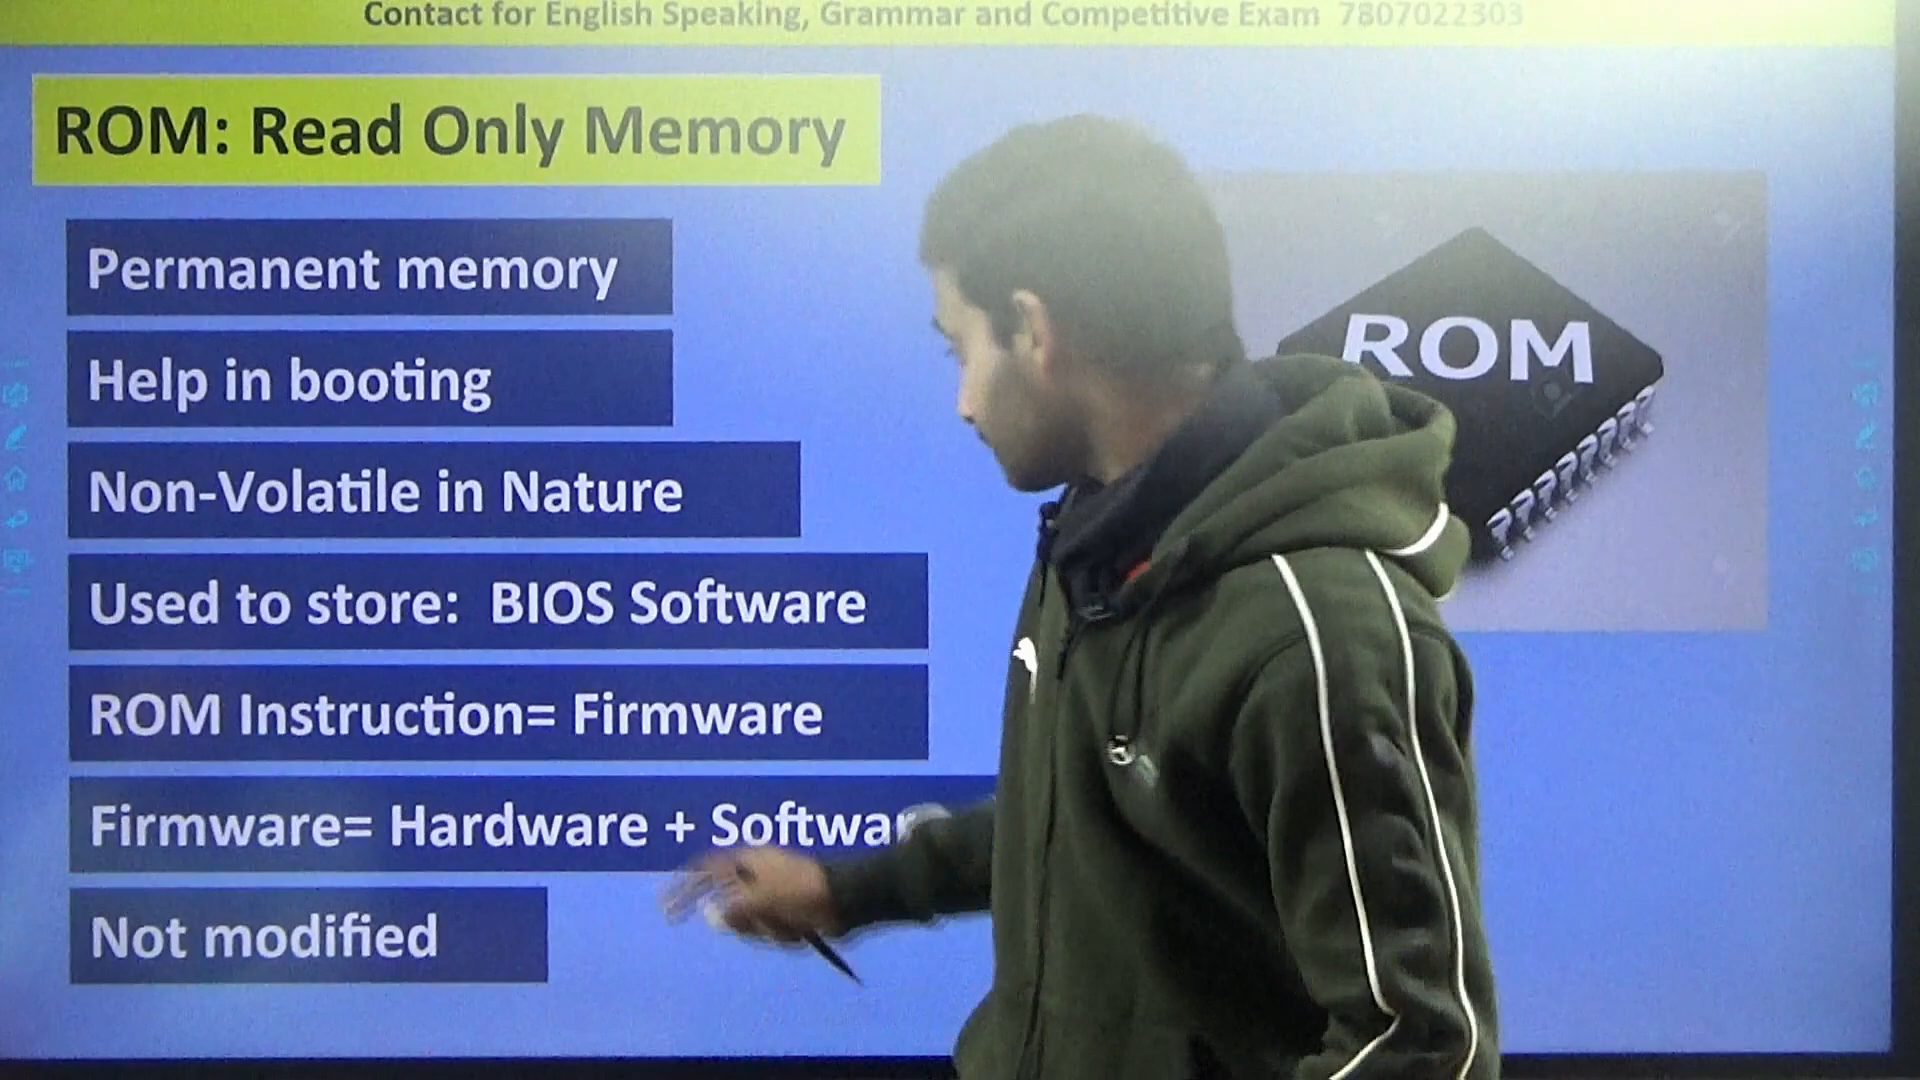 Contact for English Speaking, Grammar and Competitive Exam 7807022303
ROM: Read Only Memory
Permanent memory
Help in booting
Non-Volatile in Nature
Used to store: BIOS Software
ROM Instruction= Firmware
Firmware= Hardware + Softwar
Not modified
ROM